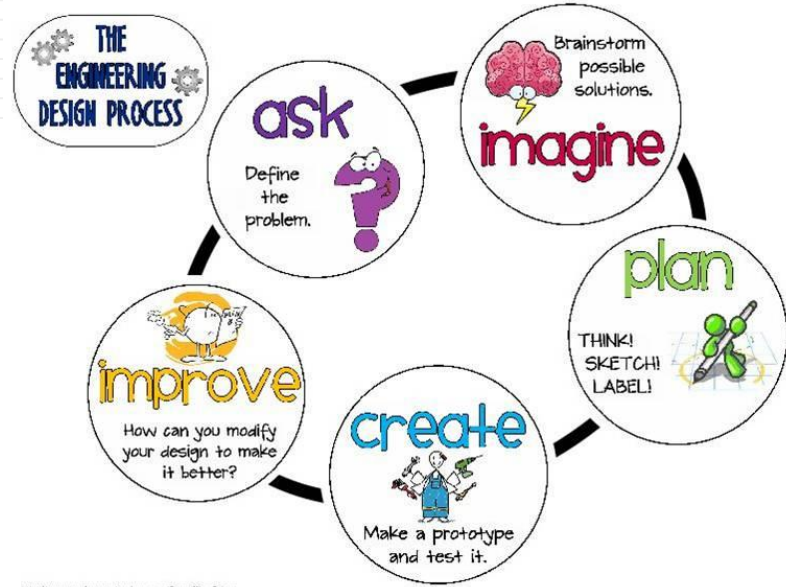 THE
ENGINEERING
DESIGN PROCESS
ask
Define
the
problem.
Brainstorm
possible
solutions.
imagine
plan
THINK!
SKETCH!
LABEL!
create
Make a prototype
and test it.
improve
How can you modify
your design to make
it better?